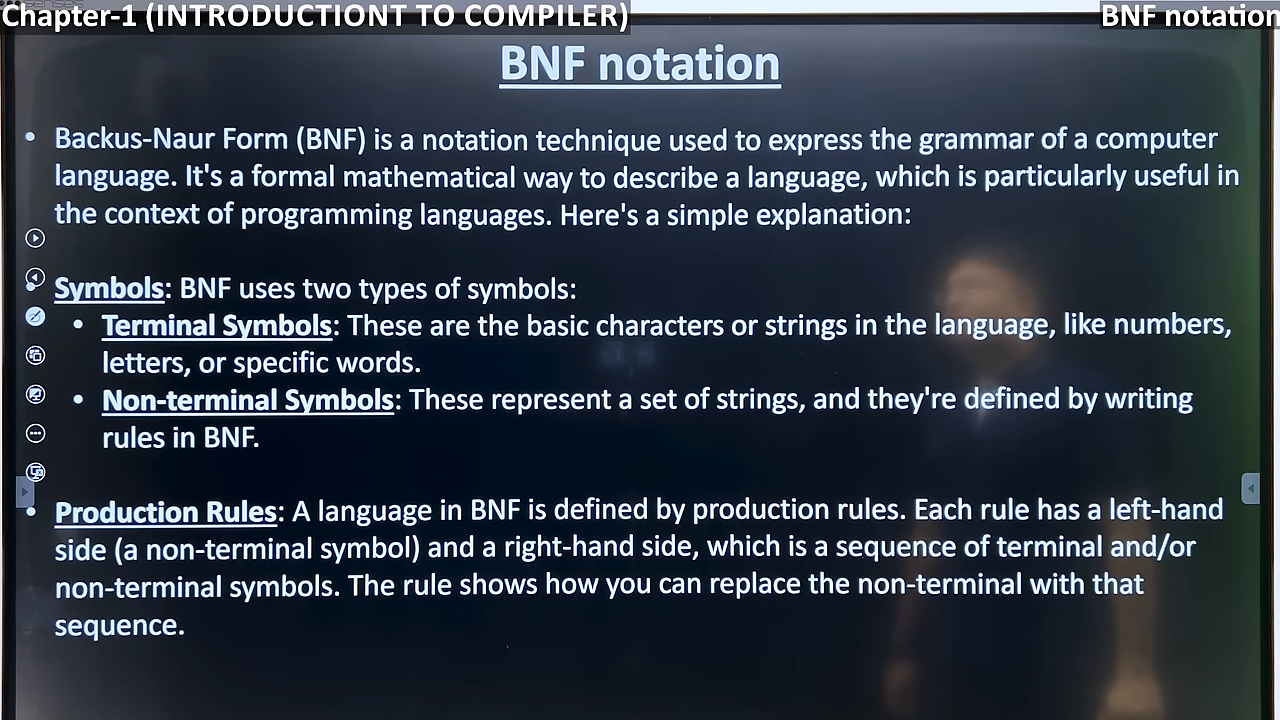 Chapter-1 (INTRODUCTIONT TO COMPILER)
BNF notation
BNF notation
• Backus-Naur Form (BNF) is a notation technique used to express the grammar of a computer
language. It's a formal mathematical way to describe a language, which is particularly useful in
the context of programming languages. Here's a simple explanation:
• Symbols: BNF uses two types of symbols:
• Terminal Symbols: These are the basic characters or strings in the language, like numbers,
letters, or specific words.
• Non-terminal Symbols: These represent a set of strings, and they're defined by writing
rules in BNF.
• Production Rules: A language in BNF is defined by production rules. Each rule has a left-hand
side (a non-terminal symbol) and a right-hand side, which is a sequence of terminal and/or
non-terminal symbols. The rule shows how you can replace the non-terminal with that
sequence.